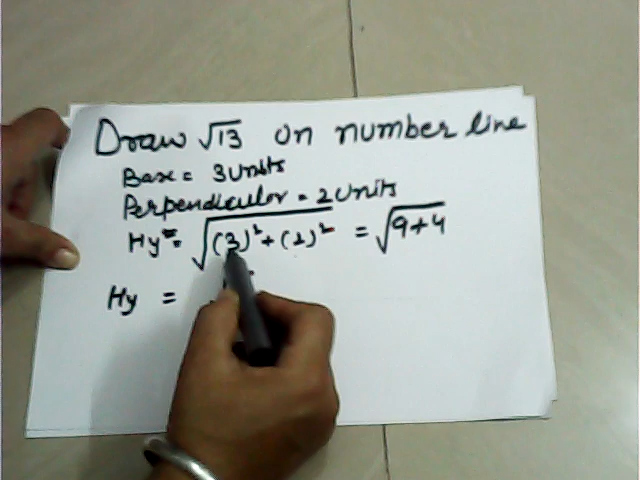 Draw √13 on number line
Base = 3 Units
Perpendicular = 2 Units
Hy = √(3)² + (2)² = √9+4
Hy =